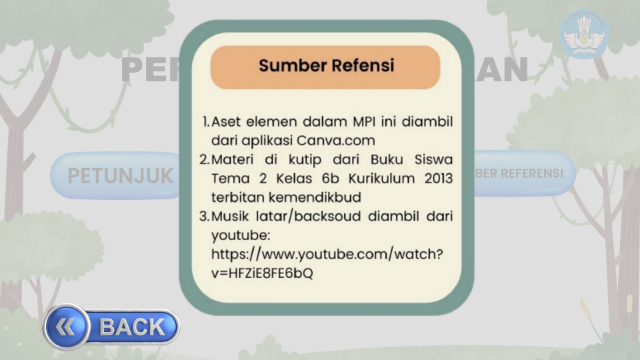 PER AN
Sumber Refensi
1.Aset elemen dalam MPI ini diambil
dari aplikasi Canva.com
2.Materi di kutip dari Buku Siswa
Tema 2 Kelas 6b Kurikulum 2013
terbitan kemendikbud
3.Musik latar/backsoud diambil dari
youtube:
https://www.youtube.com/watch?
v=HFZiE8FE6bQ
PETUNJUK
BER REFERENSI
BACK